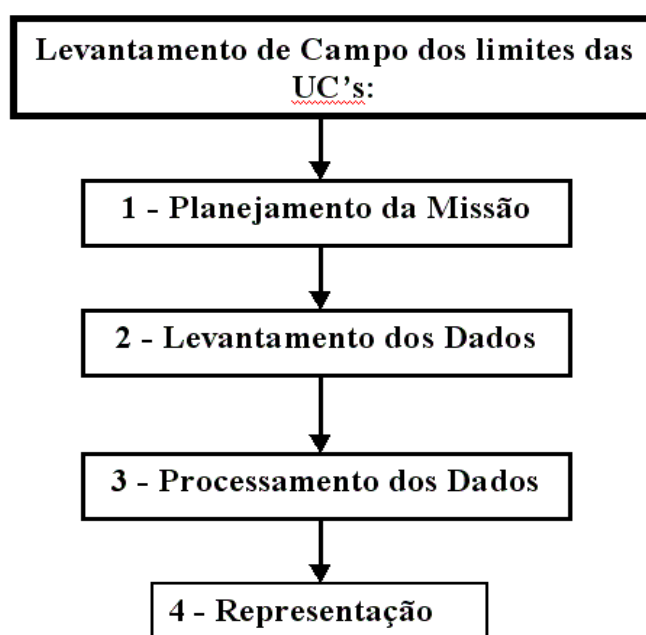 Levantamento de Campo dos limites das
UC’s:
1 - Planejamento da Missão
2 - Levantamento dos Dados
3 - Processamento dos Dados
4 - Representação